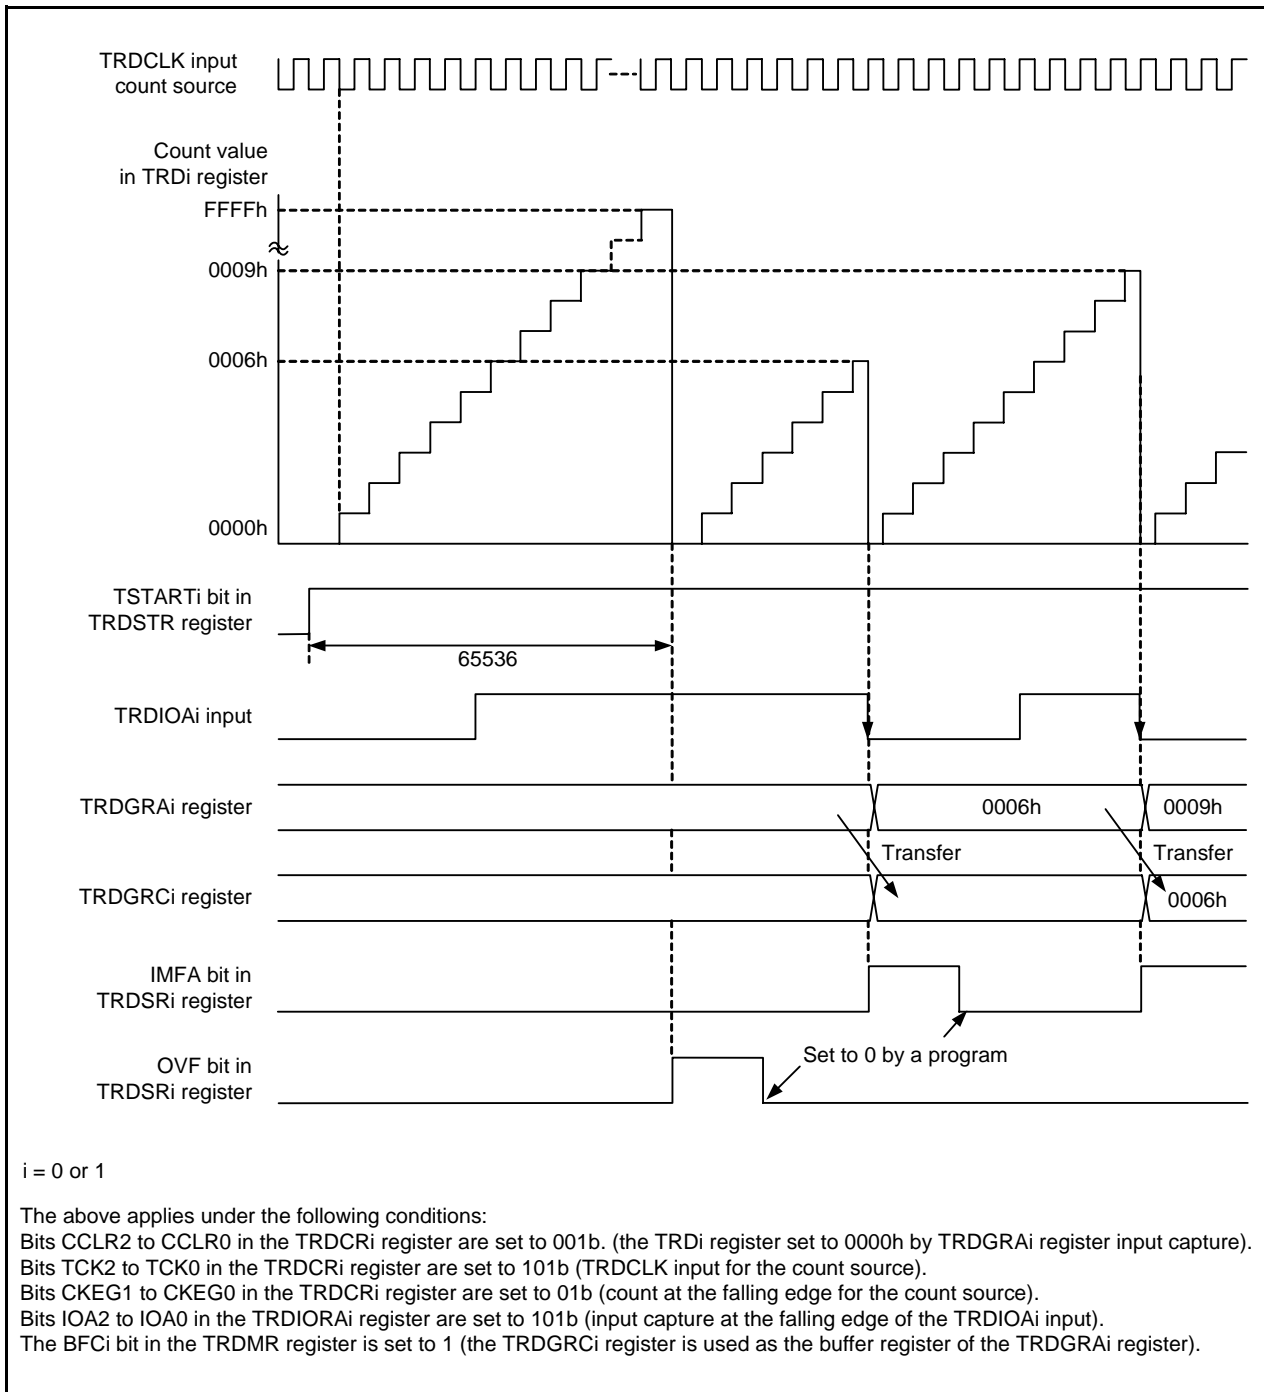 TRDCLK input
count source
Count value
in TRDi register
FFFFh
0009h
0006h
0000h
TSTARTi bit in
TRDSTR register
65536
TRDIOAi input
TRDGRAi register
0006h
0009h
Transfer
Transfer
TRDGRCi register
0006h
IMFA bit in
TRDSRi register
Set to 0 by a program
OVF bit in
TRDSRi register
i = 0 or 1
The above applies under the following conditions:
Bits CCLR2 to CCLR0 in the TRDCRi register are set to 001b. (the TRDi register set to 0000h by TRDGRAi register input capture).
Bits TCK2 to TCK0 in the TRDCRi register are set to 101b (TRDCLK input for the count source).
Bits CKEG1 to CKEG0 in the TRDCRi register are set to 01b (count at the falling edge for the count source).
Bits IOA2 to IOA0 in the TRDIORAi register are set to 101b (input capture at the falling edge of the TRDIOAi input).
The BFCi bit in the TRDMR register is set to 1 (the TRDGRCi register is used as the buffer register of the TRDGRAi register).